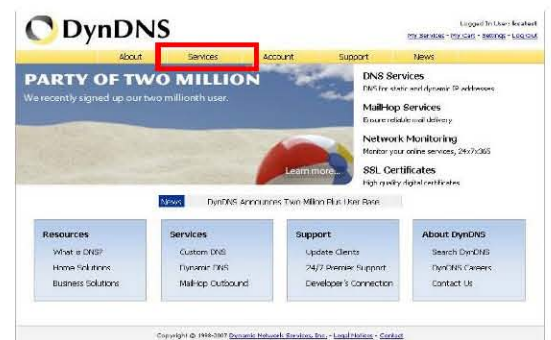 DynDNS
Logged In User:
My Services - My Cart - Settings - Log Out
About Services Account Support News
PARTY OF TWO MILLION
We recently signed up our two millionth user.
Learn more...
DNS Services
DNS for static and dynamic IP addresses
MailHop Services
Ensure reliable mail delivery
Network Monitoring
Monitor your online services, 24x7x365
SSL Certificates
High quality digital certificates
News DynDNS Announces Two Million Plus User Base
Resources
What is DNS?
Home Solutions
Business Solutions
Services
Custom DNS
Dynamic DNS
MailHop Outbound
Support
Update Clients
24/7 Premier Support
Developer's Connection
About DynDNS
Search DynDNS
DynDNS Careers
Contact Us
Copyright © 1998-2007 Dynamic Network Services, Inc. - Legal Notices - Contact